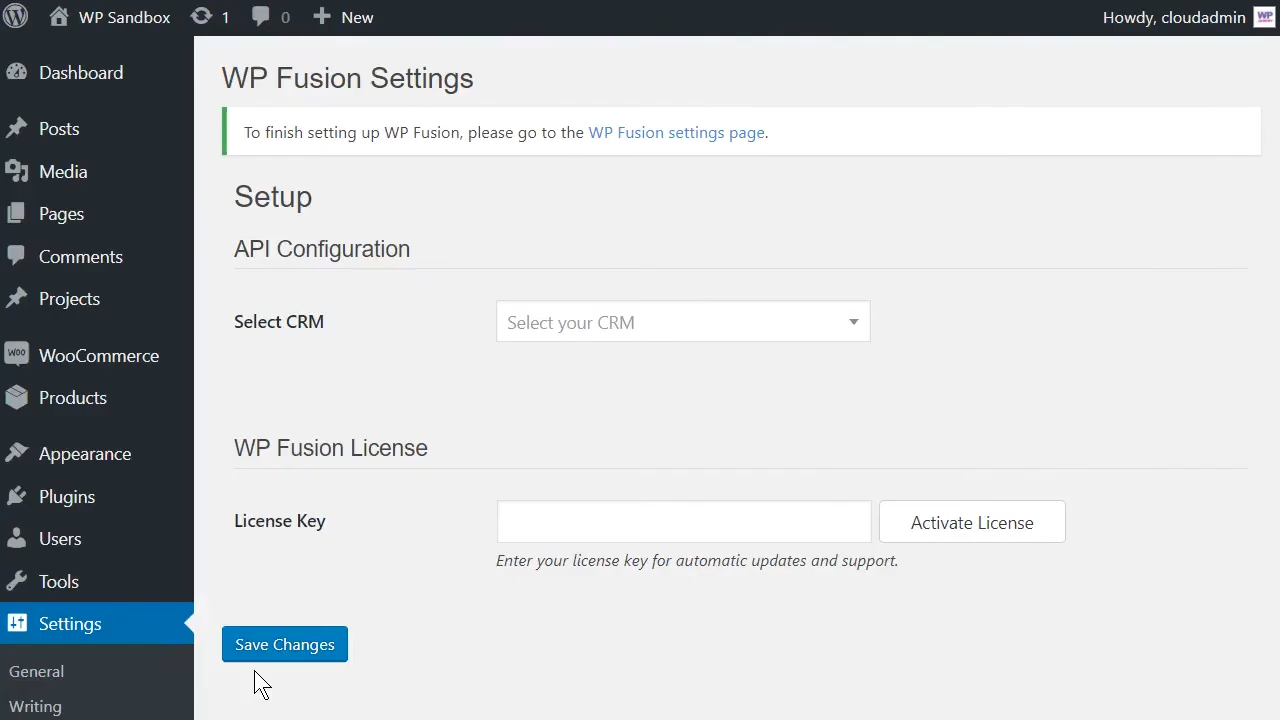 WP Sandbox 1 0 New Howdy, cloudadmin WP
Dashboard
Posts
Media
Pages
Comments
Projects
WOO WooCommerce
Products
Appearance
Plugins
Users
Tools
Settings
General
Writing
WP Fusion Settings
To finish setting up WP Fusion, please go to the WP Fusion settings page.
Setup
API Configuration
Select CRM Select your CRM
WP Fusion License
License Key Activate License
Enter your license key for automatic updates and support.
Save Changes